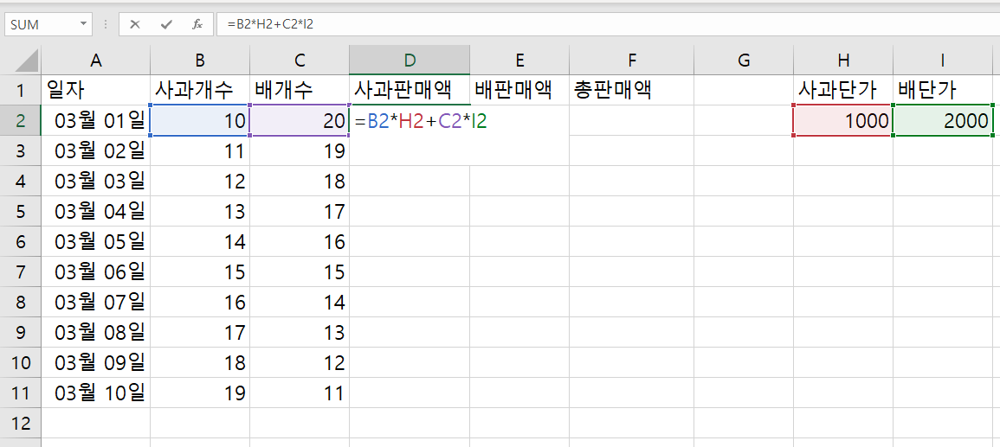 SUM =B2*H2+C2*I2
A B C D E F G H I
1 일자 사과개수 배개수 사과판매액 배판매액 총판매액 사과단가 배단가
2 03월 01일 10 20 =B2*H2+C2*I2 1000 2000
3 03월 02일 11 19
4 03월 03일 12 18
5 03월 04일 13 17
6 03월 05일 14 16
7 03월 06일 15 15
8 03월 07일 16 14
9 03월 08일 17 13
10 03월 09일 18 12
11 03월 10일 19 11
12